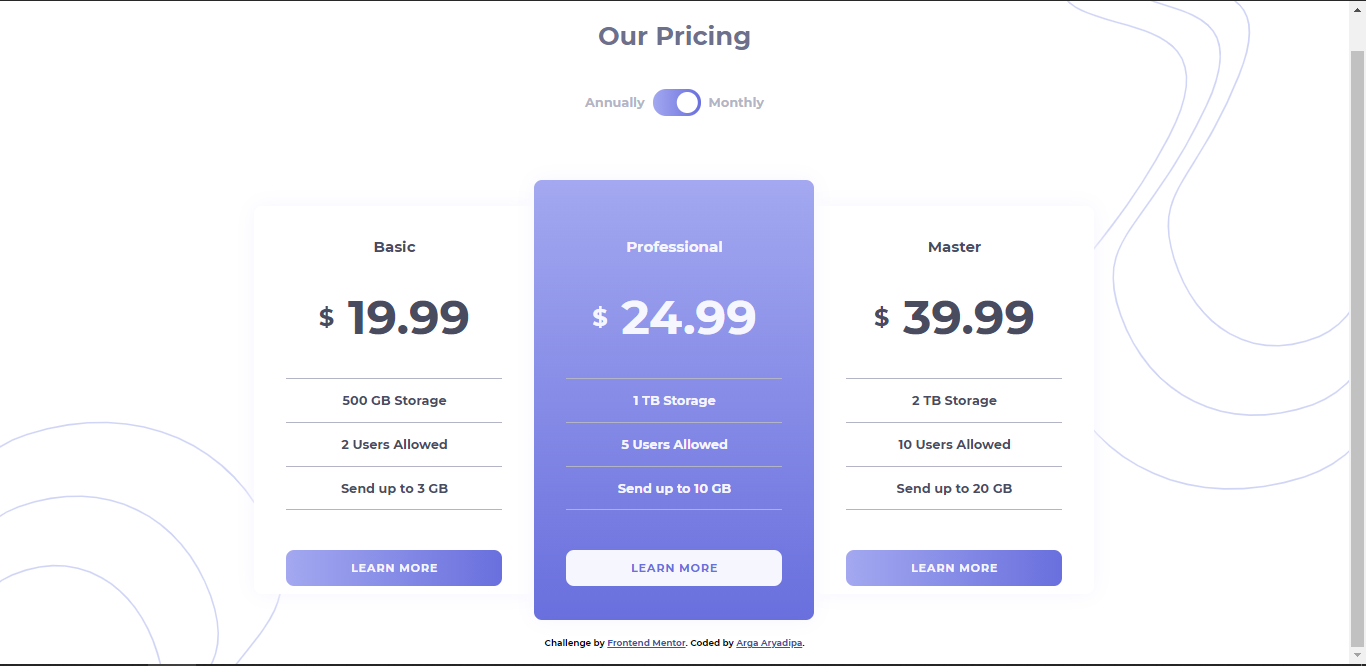 Our Pricing
Annually Monthly
Basic
$ 19.99
500 GB Storage
2 Users Allowed
Send up to 3 GB
LEARN MORE
Professional
$ 24.99
1 TB Storage
5 Users Allowed
Send up to 10 GB
LEARN MORE
Master
$ 39.99
2 TB Storage
10 Users Allowed
Send up to 20 GB
LEARN MORE
Challenge by Frontend Mentor. Coded by Arga Aryadipa.